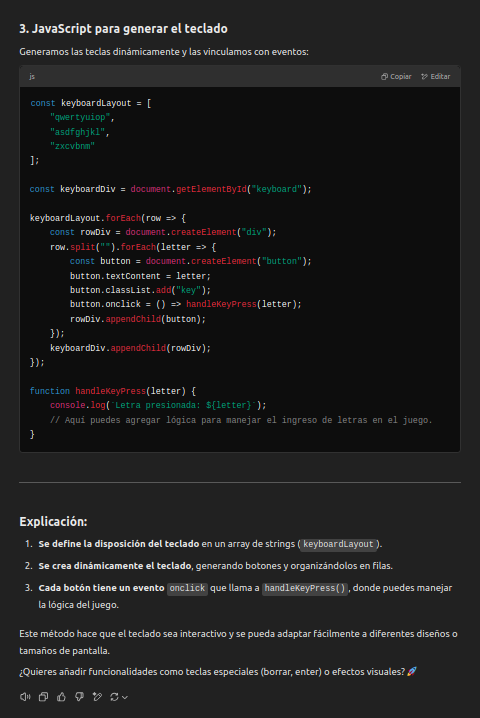 3. JavaScript para generar el teclado
Generamos las teclas dinámicamente y las vinculamos con eventos:
js
Copiar
Editar
const keyboardLayout = [
    "qwertyuiop",
    "asdfghjkl",
    "zxcvbnm"
];
const keyboardDiv = document.getElementById("keyboard");
keyboardLayout.forEach(row => {
    const rowDiv = document.createElement("div");
    row.split("").forEach(letter => {
        const button = document.createElement("button");
        button.textContent = letter;
        button.classList.add("key");
        button.onclick = () => handleKeyPress(letter);
        rowDiv.appendChild(button);
    });
    keyboardDiv.appendChild(rowDiv);
});
function handleKeyPress(letter) {
    console.log(`Letra presionada: ${letter}`);
    // Aquí puedes agregar lógica para manejar el ingreso de letras en el juego.
}
Explicación:
1. Se define la disposición del teclado en un array de strings (keyboardLayout).
2. Se crea dinámicamente el teclado, generando botones y organizándolos en filas.
3. Cada botón tiene un evento onclick que llama a handleKeyPress(), donde puedes manejar
la lógica del juego.
Este método hace que el teclado sea interactivo y se pueda adaptar fácilmente a diferentes diseños o
tamaños de pantalla.
¿Quieres añadir funcionalidades como teclas especiales (borrar, enter) o efectos visuales? 🚀